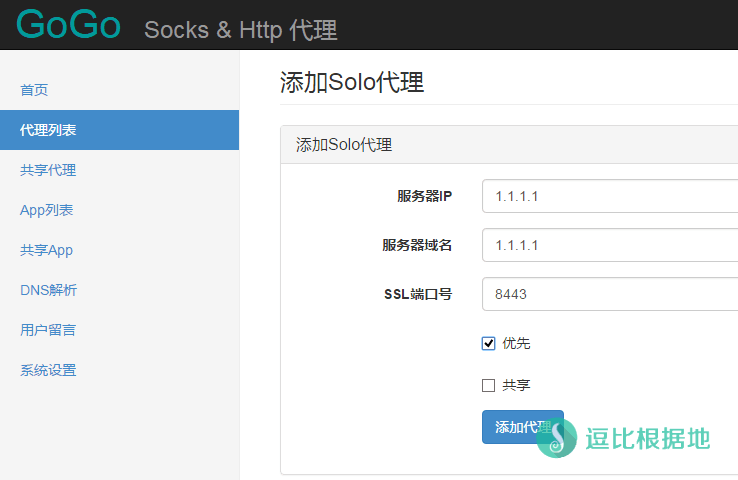 GoGo Socks & Http 代理
首页
代理列表
共享代理
App列表
共享App
DNS解析
用户留言
系统设置
添加Solo代理
添加Solo代理
服务器IP 1.1.1.1
服务器域名 1.1.1.1
SSL端口号 8443
优先
共享
添加代理
逗比根据地